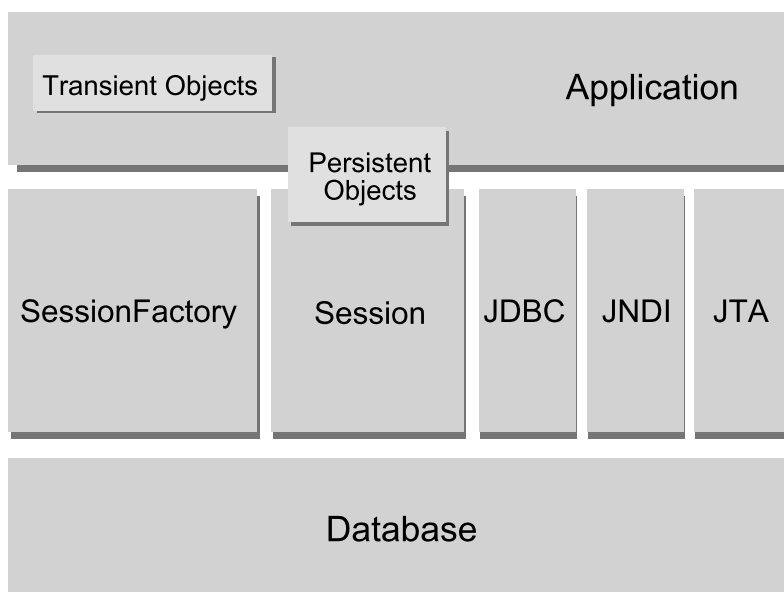 Transient Objects
Application
Persistent
Objects
SessionFactory
Session
JDBC
JNDI
JTA
Database